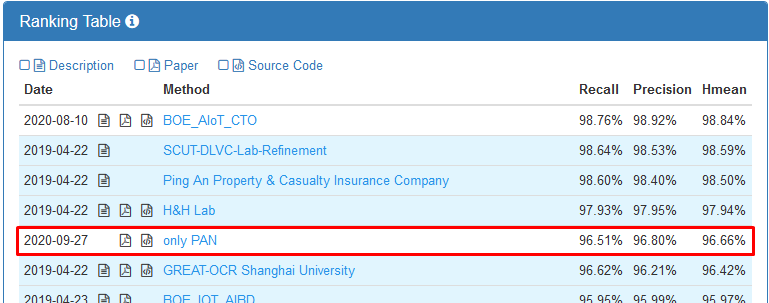 Ranking Table
Description Paper Source Code
Date Method Recall Precision Hmean
2020-08-10 BOE_AIoT_CTO 98.76% 98.92% 98.84%
2019-04-22 SCUT-DLVC-Lab-Refinement 98.64% 98.53% 98.59%
2019-04-22 Ping An Property & Casualty Insurance Company 98.60% 98.40% 98.50%
2019-04-22 H&H Lab 97.93% 97.95% 97.94%
2020-09-27 only PAN 96.51% 96.80% 96.66%
2019-04-22 GREAT-OCR Shanghai University 96.62% 96.21% 96.42%
2019-04-23 BOE_IOT_AIBD 95.95% 95.99% 95.97%